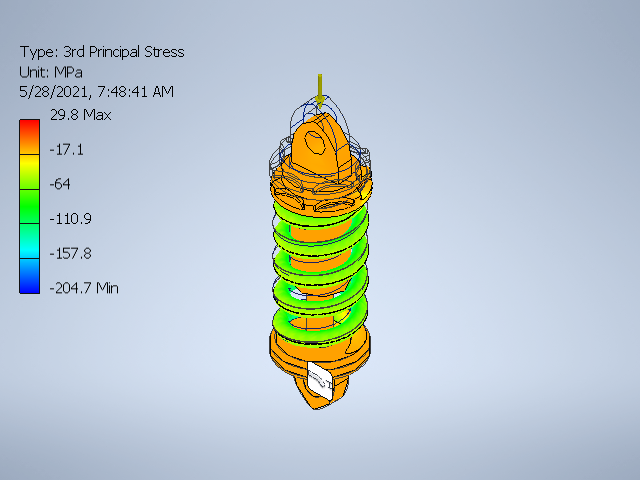 Type: 3rd Principal Stress
Unit: MPa
5/28/2021, 7:48:41 AM
29.8 Max
-17.1
-64
-110.9
-157.8
-204.7 Min